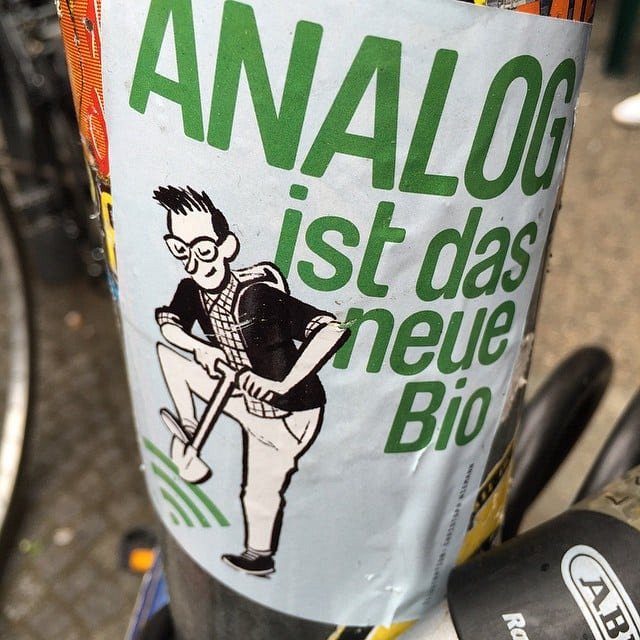 ANALOG
ist das
neue
Bio